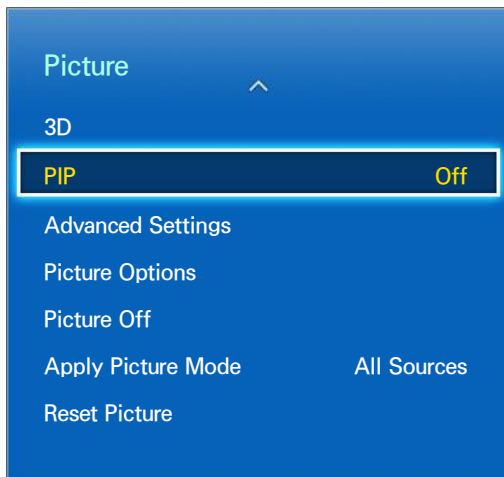 Picture
3D
PIP Off
Advanced Settings
Picture Options
Picture Off
Apply Picture Mode All Sources
Reset Picture